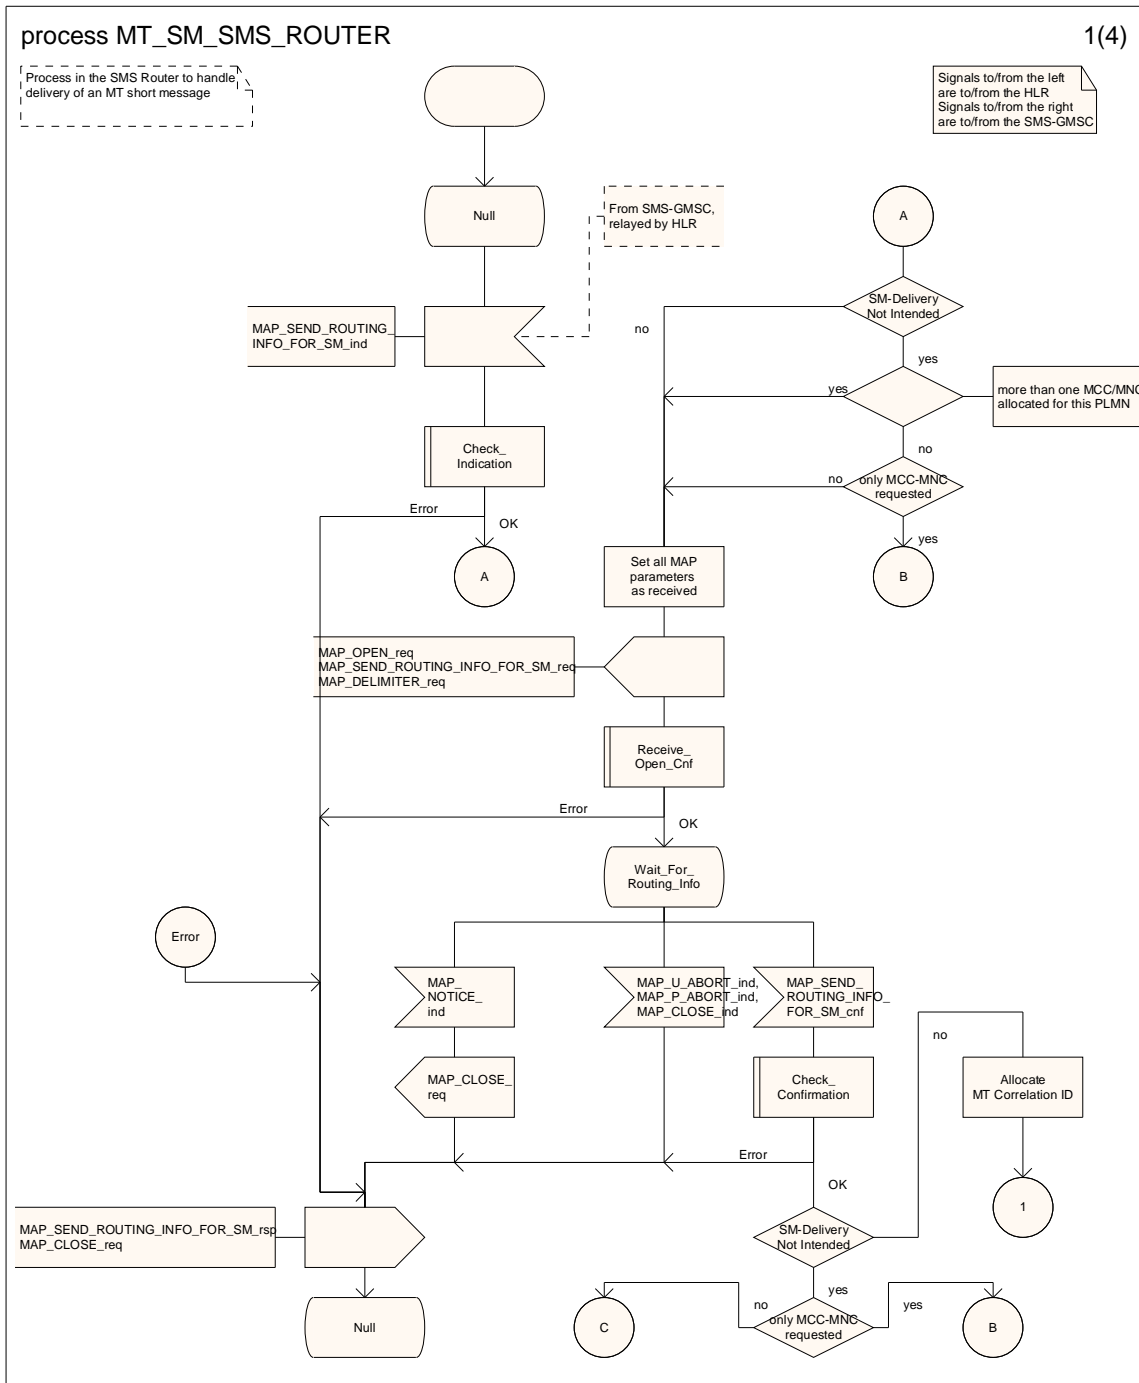 process MT_SM_SMS_ROUTER
1(4)
Process in the SMS Router to handle
delivery of an MT short message
Signals to/from the left
are to/from the HLR
Signals to/from the right
are to/from the SMS-GMSC
Null
From SMS-GMSC,
relayed by HLR
A
MAP_SEND_ROUTING_
INFO_FOR_SM_ind
SM-Delivery
Not Intended
no
yes
yes
more than one MCC/MNC
allocated for this PLMN
no
Check_
Indication
only MCC-MNC
requested
no
yes
Error
OK
A
B
Set all MAP
parameters
as received
MAP_OPEN_req
MAP_SEND_ROUTING_INFO_FOR_SM_req
MAP_DELIMITER_req
Receive_
Open_Cnf
Error
OK
Wait_For_
Routing_Info
Error
MAP_
NOTICE_
ind
MAP_U_ABORT_ind,
MAP_P_ABORT_ind,
MAP_CLOSE_ind
MAP_SEND_
ROUTING_INFO_
FOR_SM_cnf
no
MAP_CLOSE_
req
Check_
Confirmation
Allocate
MT Correlation ID
Error
OK
1
MAP_SEND_ROUTING_INFO_FOR_SM_rsp
MAP_CLOSE_req
SM-Delivery
Not Intended
yes
Null
C
no
only MCC-MNC
requested
yes
B